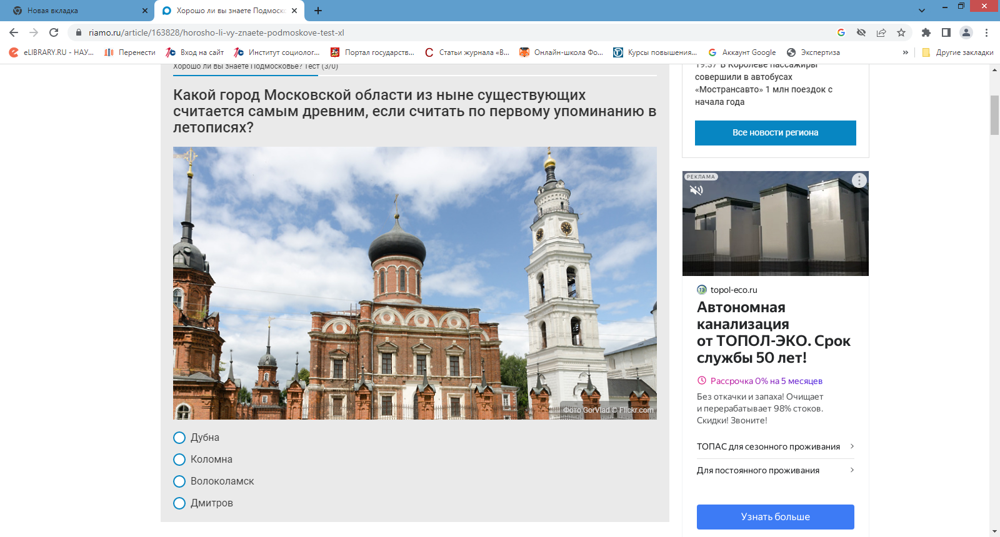 Новая вкладка
Хорошо ли вы знаете Подмоско
riamo.ru/article/163828/horosho-li-vy-znaete-podmoskove-test-xl
eLIBRARY.RU - НАУ...
Перенести
Вход на сайт
Институт социолог...
Портал государств...
Статьи журнала «В...
Онлайн-школа Фо...
Курсы повышения...
Аккаунт Google
Экспертиза
»
Другие закладки
Хорошо ли вы знаете Подмосковье? Тест (3/0)
Какой город Московской области из ныне существующих
считается самым древним, если считать по первому упоминанию в
летописях?
Фото GorVlad © Flickr.com
Дубна
Коломна
Волоколамск
Дмитров
19:37 В Королеве пассажиры
совершили в автобусах
«Мострансавто» 1 млн поездок с
начала года
Все новости региона
РЕКЛАМА
topol-eco.ru
Автономная
канализация
от ТОПОЛ-ЭКО. Срок
службы 50 лет!
Рассрочка 0% на 5 месяцев
Без откачки и запаха! Очищает
и перерабатывает 98% стоков.
Скидки! Звоните!
ТОПАС для сезонного проживания
Для постоянного проживания
Узнать больше